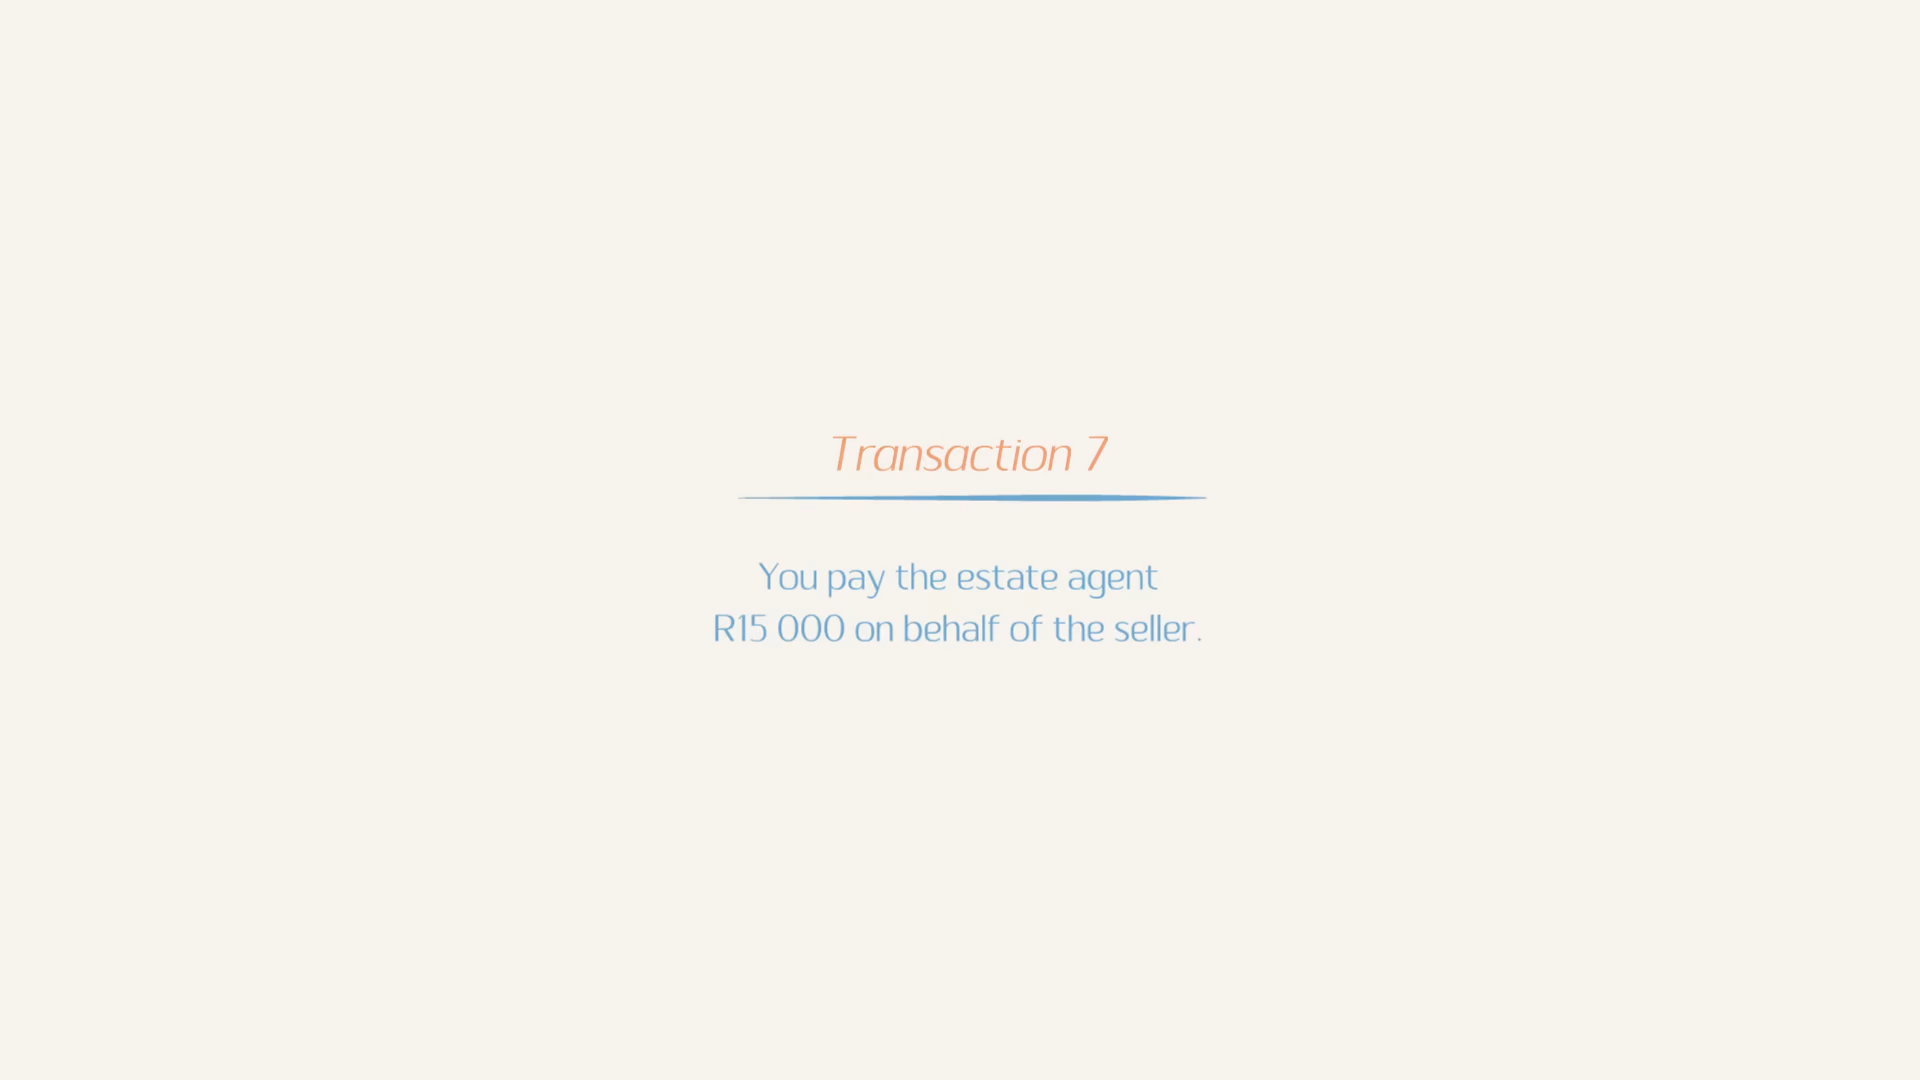 Transaction 7
You pay the estate agent
R15 000 on behalf of the seller.